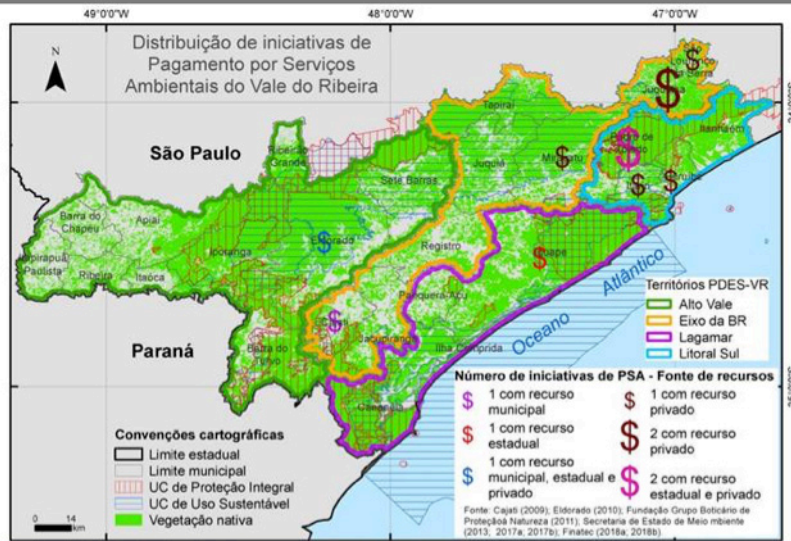 49°0'0"W
48°0'0"W
47°0'0"W
Distribuição de iniciativas de
Pagamento por Serviços
Ambientais do Vale do Ribeira
N
São Paulo
Paraná
Lourenço
da Serra
Juquitiba
Tapiraí
Itanhaém
Pedro de
Toledo
Miracatu
Juquiá
Ribeirão
Grande
Sete Barras
Barra do
Chapéu
Apiaí
Iporanga
Eldorado
Registro
Iguape
Itapirapuã
Paulista
Ribeira
Itaóca
Pariquera-Açu
Cajati
Jacupiranga
Barra do
Turvo
Ilha Comprida
Cananéia
Oceano
Atlântico
Territórios PDES-VR
Alto Vale
Eixo da BR
Lagamar
Litoral Sul
Número de iniciativas de PSA - Fonte de recursos
$ 1 com recurso
municipal
$ 1 com recurso
estadual
$ 1 com recurso
municipal, estadual e
privado
$ 1 com recurso
privado
$ 2 com recurso
privado
$ 2 com recurso
estadual e privado
Fonte: Cajati (2009); Eldorado (2010); Fundação Grupo Boticário de
Proteçãoà Natureza (2011); Secretaria de Estado de Meio mbiente
(2013; 2017a; 2017b); Finatec (2018a; 2018b).
Convenções cartográficas
Limite estadual
Limite municipal
UC de Proteção Integral
UC de Uso Sustentável
Vegetação nativa
0 14
km